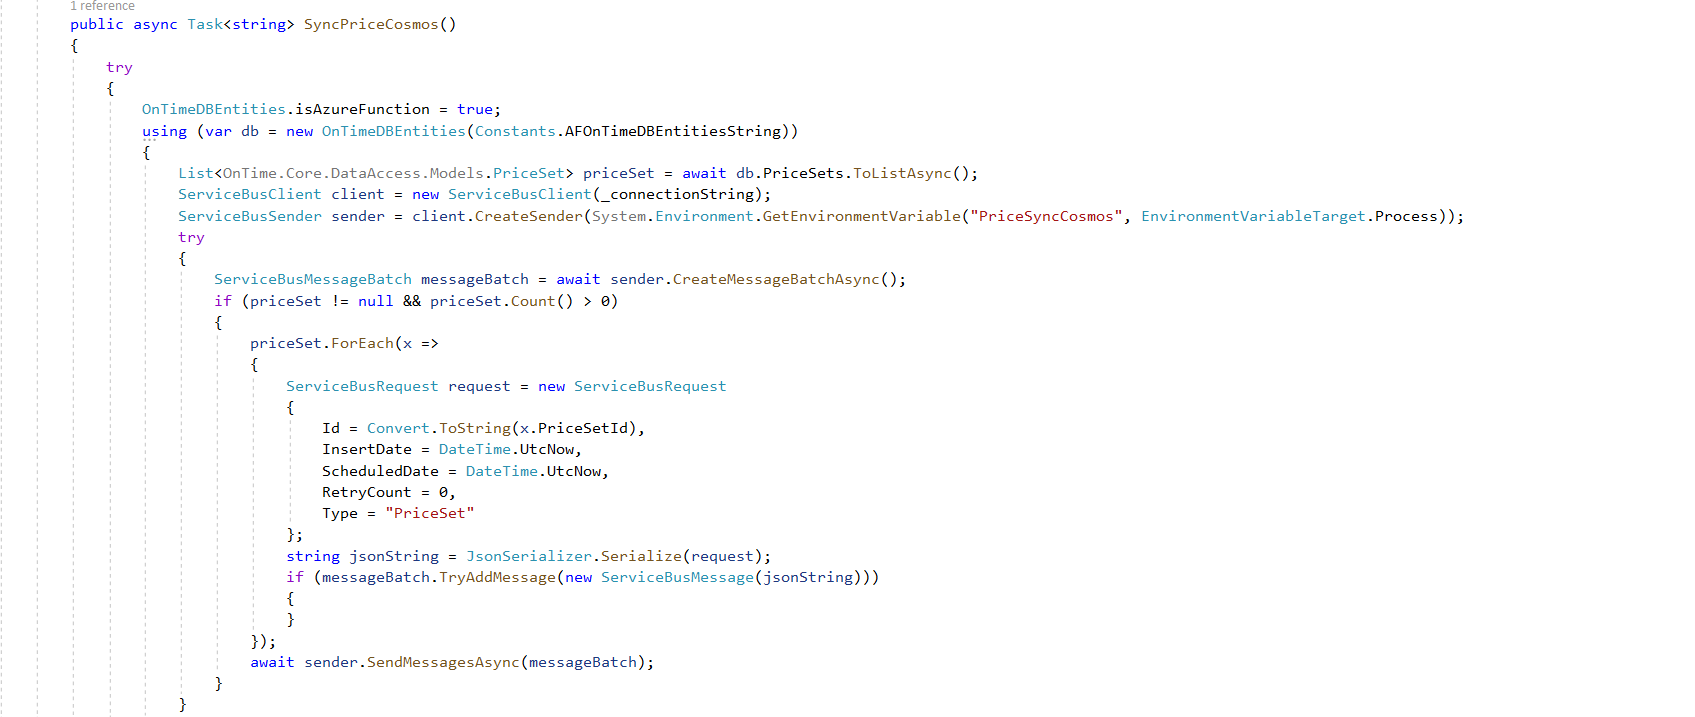 1 reference
public async Task<string> SyncPriceCosmos()
{
try
{
OnTimeDBEntities.isAzureFunction = true;
using (var db = new OnTimeDBEntities(Constants.AFOnTimeDBEntitiesString))
{
List<OnTime.Core.DataAccess.Models.PriceSet> priceSet = await db.PriceSets.ToListAsync();
ServiceBusClient client = new ServiceBusClient(_connectionString);
ServiceBusSender sender = client.CreateSender(System.Environment.GetEnvironmentVariable("PriceSyncCosmos", EnvironmentVariableTarget.Process));
try
{
ServiceBusMessageBatch messageBatch = await sender.CreateMessageBatchAsync();
if (priceSet != null && priceSet.Count() > 0)
{
priceSet.ForEach(x =>
{
ServiceBusRequest request = new ServiceBusRequest
{
Id = Convert.ToString(x.PriceSetId),
InsertDate = DateTime.UtcNow,
ScheduledDate = DateTime.UtcNow,
RetryCount = 0,
Type = "PriceSet"
};
string jsonString = JsonSerializer.Serialize(request);
if (messageBatch.TryAddMessage(new ServiceBusMessage(jsonString)))
{
}
});
await sender.SendMessagesAsync(messageBatch);
}
}